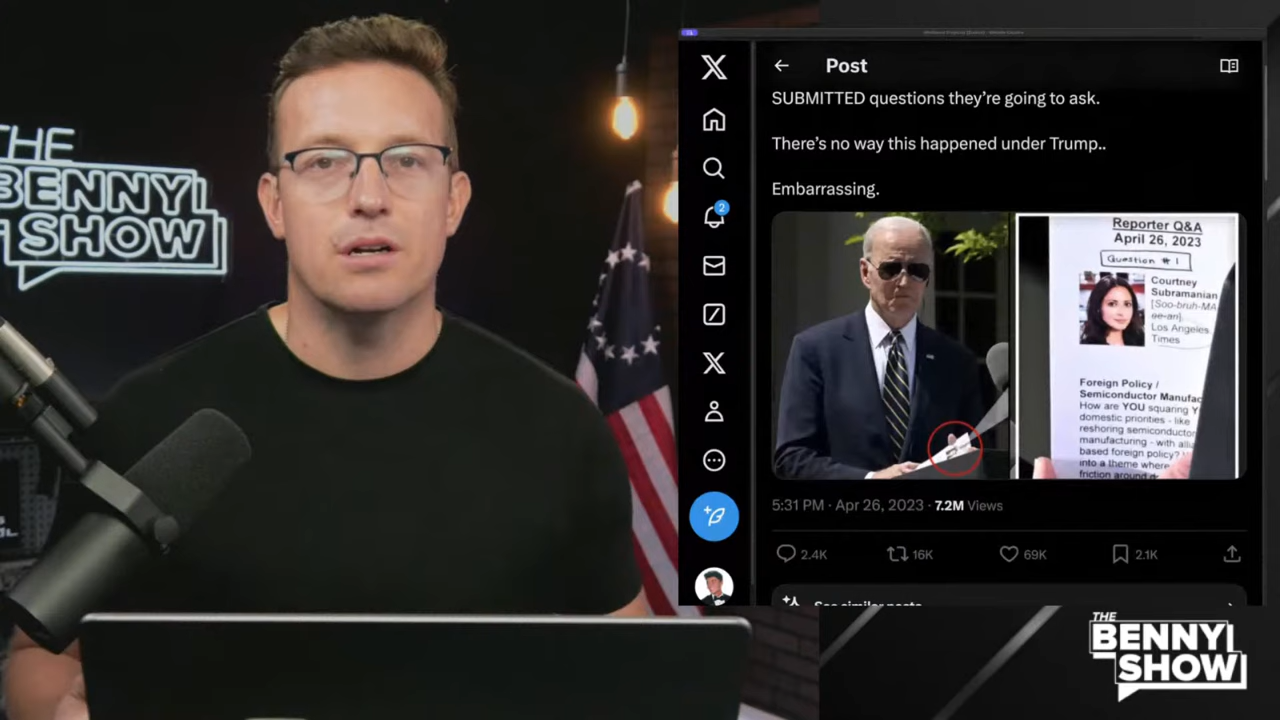 THE
BENNY
SHOW
Post
SUBMITTED questions they're going to ask.
There's no way this happened under Trump..
Embarrassing.
Reporter Q&A
April 26, 2023
Question #1
Courtney
Subramanian
[Soo-bruh-MA
ee-an]
Los Angeles
Times
Foreign Policy /
Semiconductor Manufac
How are YOU squaring Y
domestic priorities - like
reshoring semiconductor
manufacturing - with
based foreign policy?
into a theme where
friction around
5:31 PM · Apr 26, 2023 · 7.2M Views
2
2.4K
16K
69K
2.1K
See similar posts
THE
BENNY
SHOW